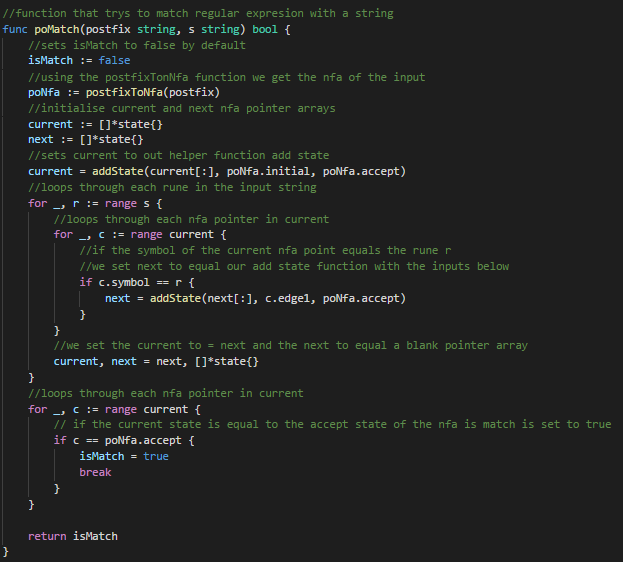 //function that trys to match regular expresion with a string
func poMatch(postfix string, s string) bool {
//sets isMatch to false by default
isMatch := false
//using the postfixTonNfa function we get the nfa of the input
poNfa := postfixToNfa(postfix)
//initialise current and next nfa pointer arrays
current := []*state{}
next := []*state{}
//sets current to out helper function add state
current = addState(current[:], poNfa.initial, poNfa.accept)
//loops through each rune in the input string
for _, r := range s {
//loops through each nfa pointer in current
for _, c := range current {
//if the symbol of the current nfa point equals the rune r
//we set next to equal our add state function with the inputs below
if c.symbol == r {
next = addState(next[:], c.edge1, poNfa.accept)
}
}
//we set the current to = next and the next to equal a blank pointer array
current, next = next, []*state{}
}
//loops through each nfa pointer in current
for _, c := range current {
// if the current state is equal to the accept state of the nfa is match is set to true
if c == poNfa.accept {
isMatch = true
break
}
}
return isMatch
}